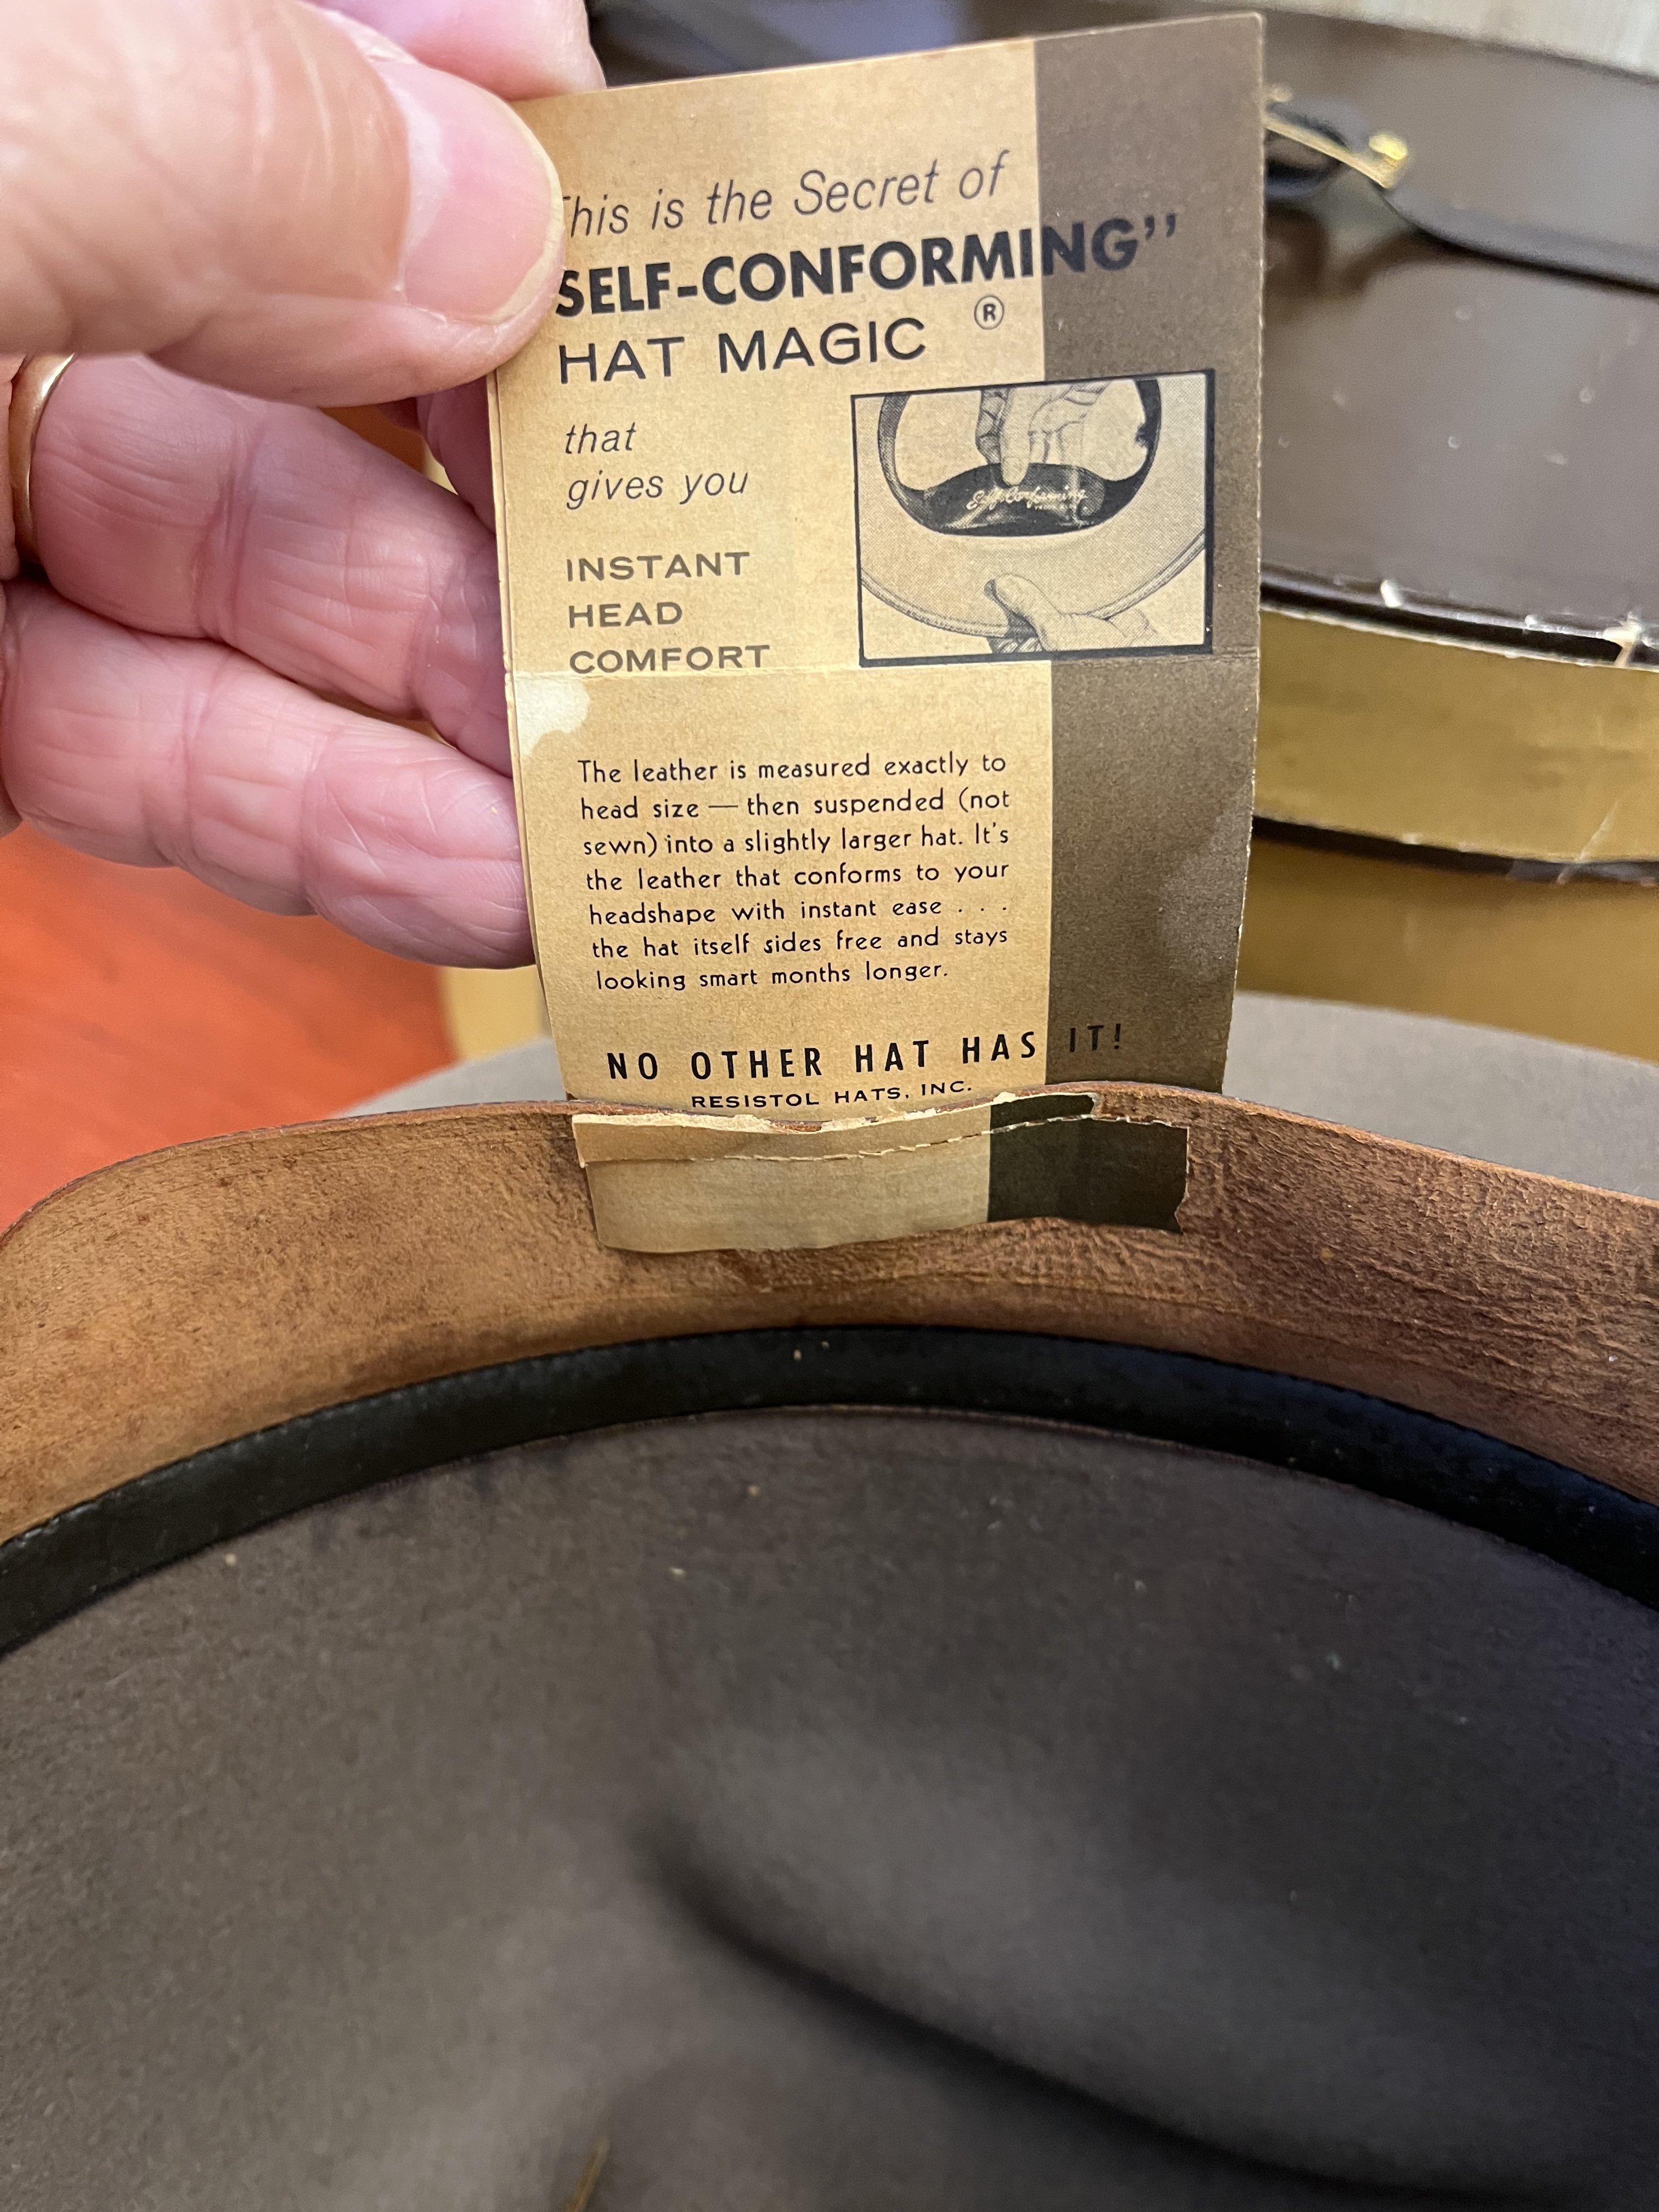 This is the Secret of
SELF-CONFORMING”
HAT MAGIC ®
that
gives you
INSTANT
HEAD
COMFORT
Self-Conforming
The leather is measured exactly to
head size — then suspended (not
sewn) into a slightly larger hat. It's
the leather that conforms to your
headshape with instant ease . . .
the hat itself sides free and stays
looking smart months longer.
NO OTHER HAT HAS IT!
RESISTOL HATS, INC.